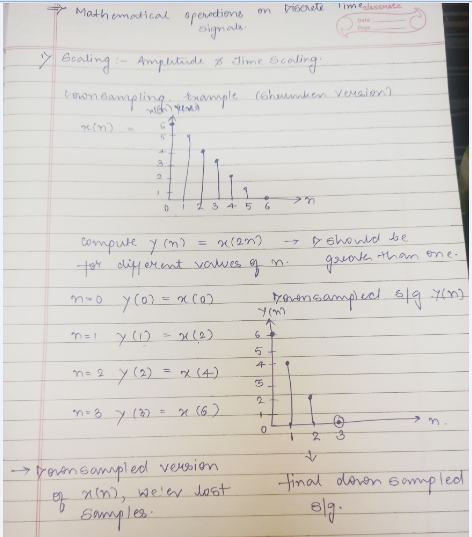 ⇒ Mathematical operations on Discrete Time
signals.
classmate
Date
Page
i) Scaling :- Amplitude & Time Scaling.
Downsampling. Example (Shrunken Version)
x(n) =
6
5
4
3
2
1
0 1 2 3 4 5 6 → n
Compute y(n) = x(2n) → D should be
for different values of n. greater than one.
n=0 y(0) = x(0) Downsampled s/g y(n)
n=1 y(1) = x(2)
n=2 y(2) = x(4)
n=3 y(3) = x(6)
y(n)
6
5
4
3
2
1
0 1 2 3 → n.
→ Downsampled version
of x(n), we'ev lost
samples.
↓
final down sampled
s/g.